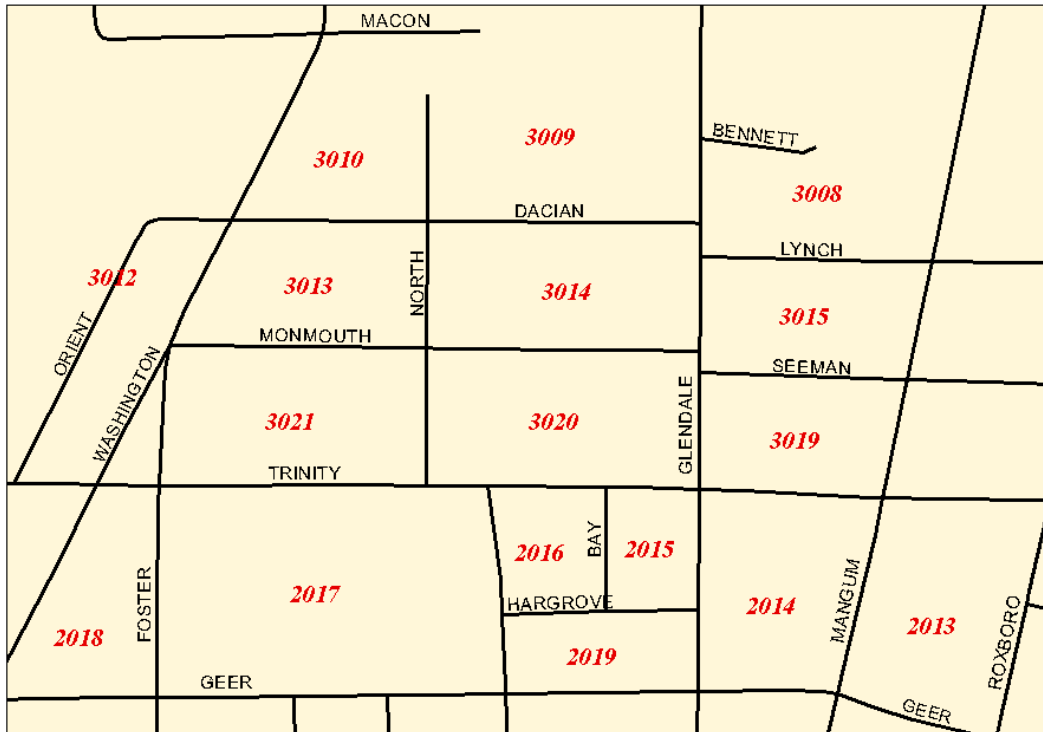 MACON
BENNETT
3009
3010
3008
DACIAN
LYNCH
3012
NORTH
3013
3014
3015
ORIENT
MONMOUTH
SEEMAN
WASHINGTON
GLENDALE
3021
3020
3019
TRINITY
2016
BAY
2015
FOSTER
2017
HARGROVE
2014
MANGUM
2013
ROXBORO
2018
2019
GEER
GEER